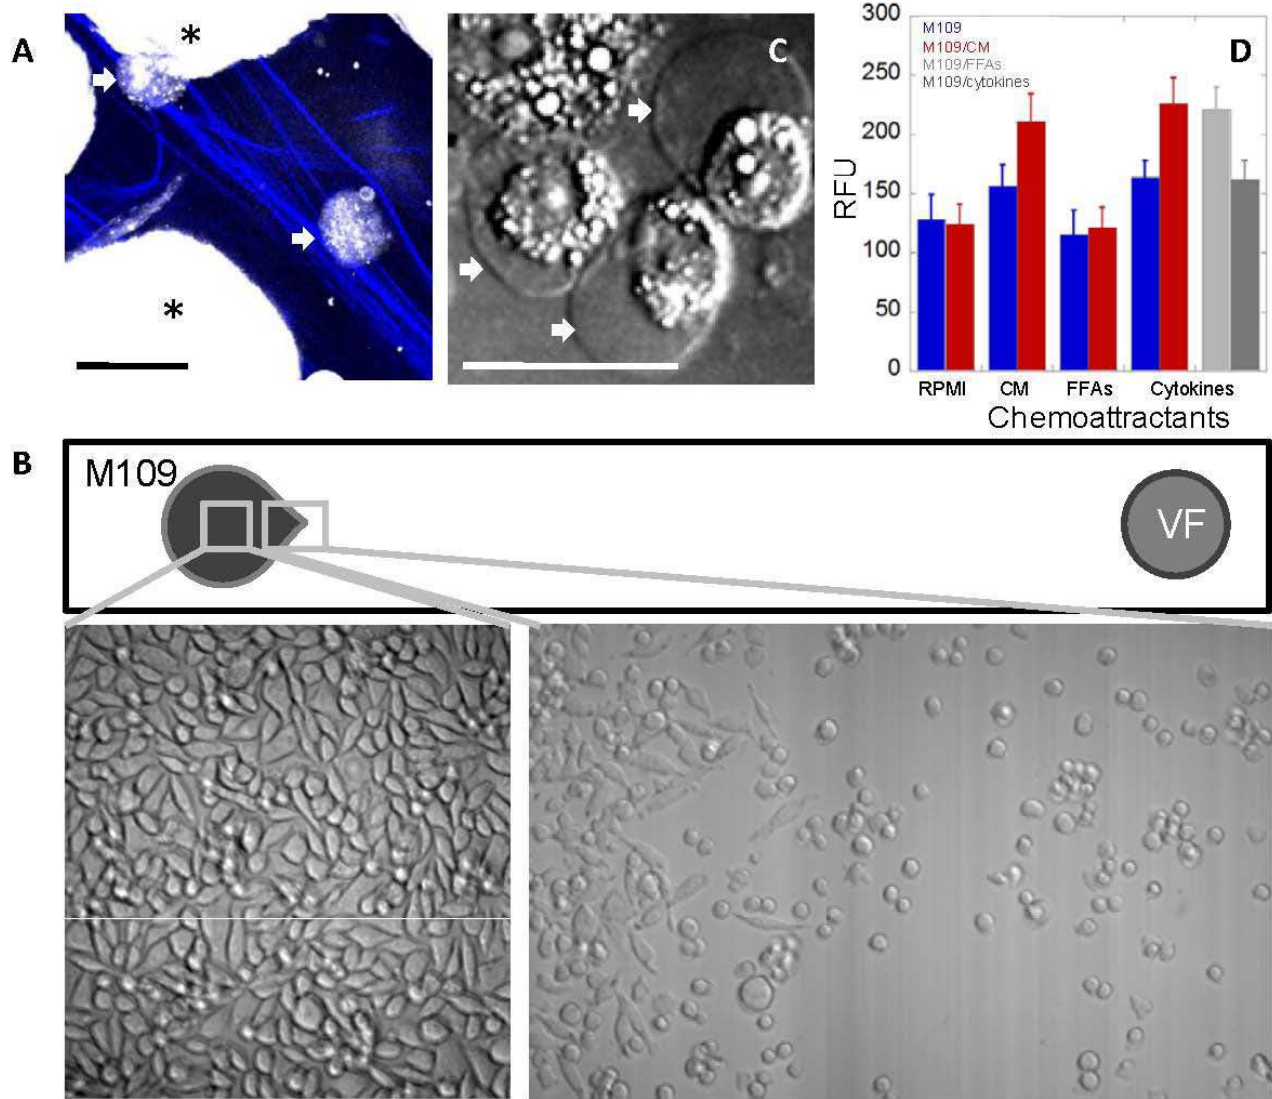 A
*
*
C
D
300
250
200
150
100
50
0
RFU
M109
M109/CM
M109/FFAs
M109/cytokines
RPMI CM FFAs Cytokines
Chemoattractants
B
M109
VF